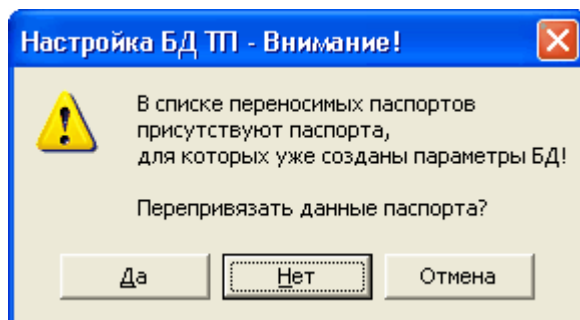 Настройка БД ТП - Внимание!
В списке переносимых паспортов
присутствуют паспорта,
для которых уже созданы параметры БД!
Перепривязать данные паспорта?
Да
Нет
Отмена